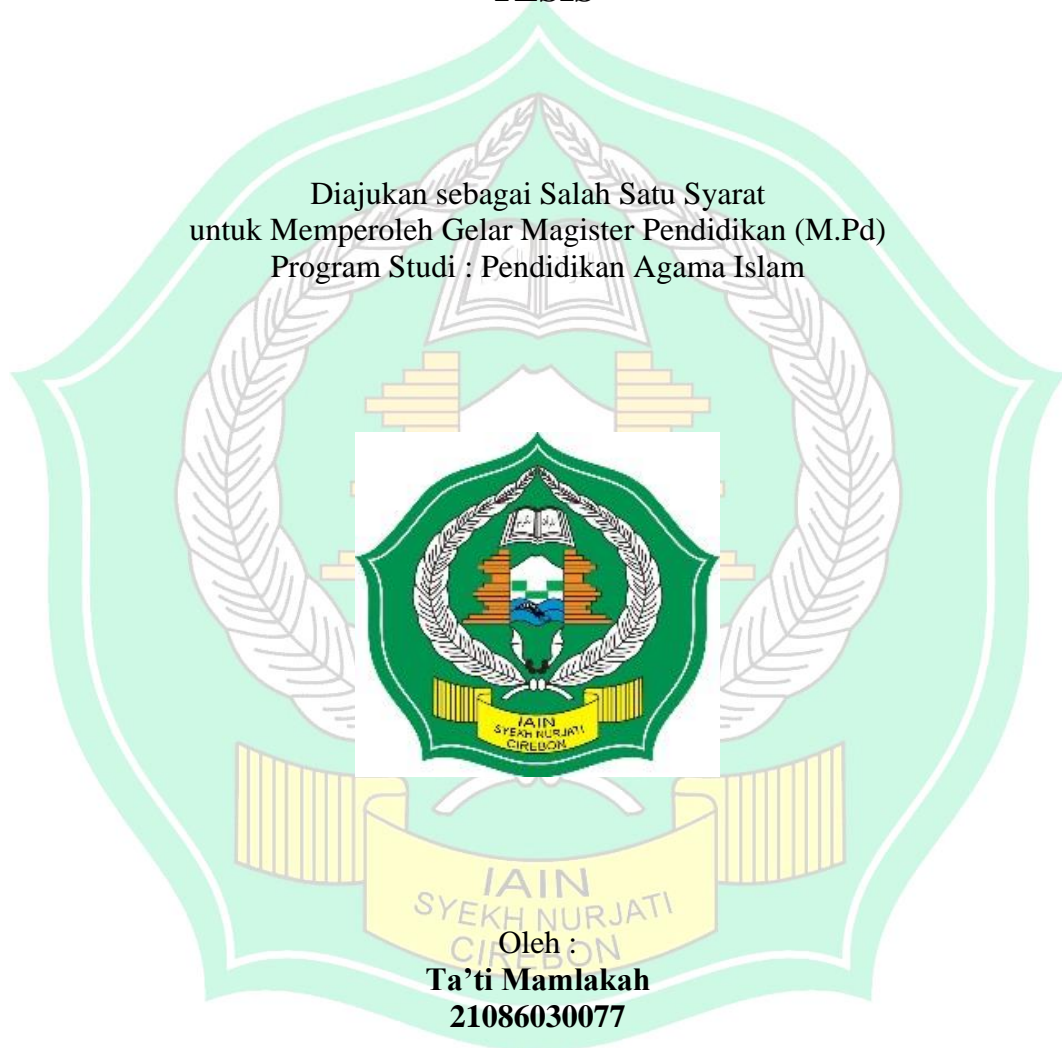 TESIS
Diajukan sebagai Salah Satu Syarat
untuk Memperoleh Gelar Magister Pendidikan (M.Pd)
Program Studi : Pendidikan Agama Islam
IAIN
SYEKH NURJATI
CIREBON
IAIN
SYEKH NURJATI
CIREBON
Oleh :
Ta’ti Mamlakah
21086030077